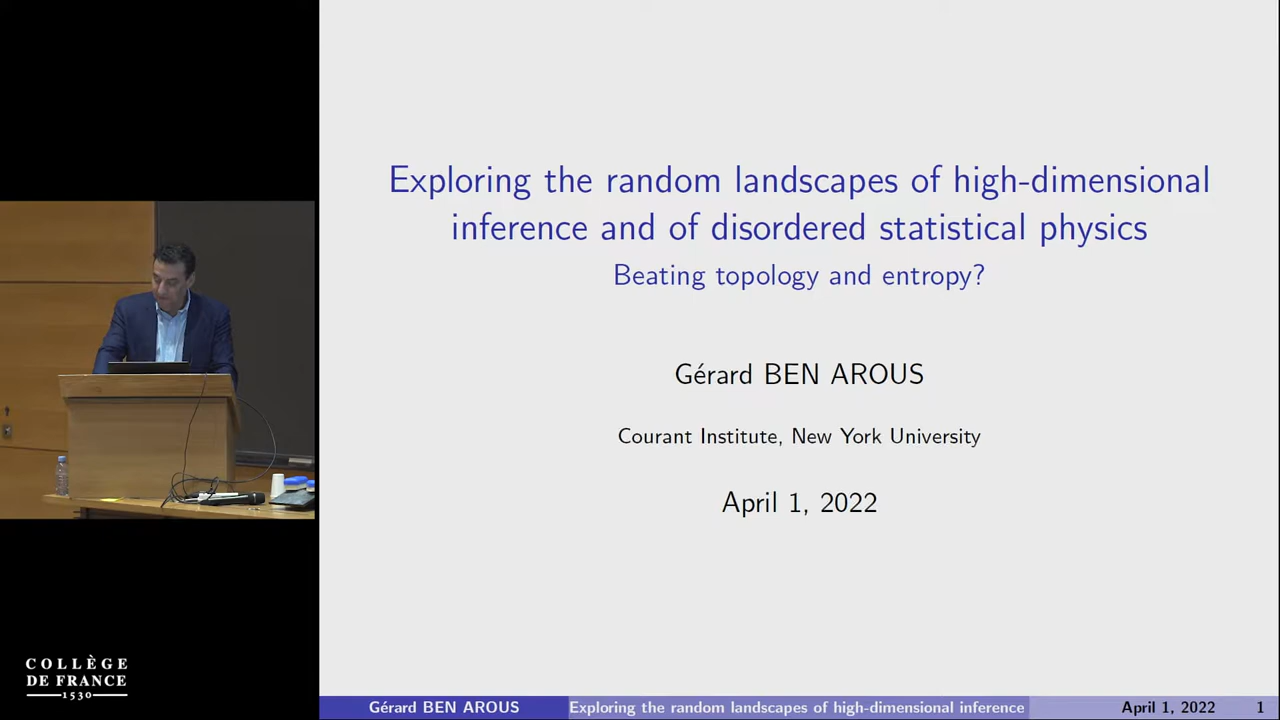 Exploring the random landscapes of high-dimensional
inference and of disordered statistical physics
Beating topology and entropy?
Gérard BEN AROUS
Courant Institute, New York University
April 1, 2022
COLLÈGE
DE FRANCE
1530
Gérard BEN AROUS Exploring the random landscapes of high-dimensional inference April 1, 2022 1